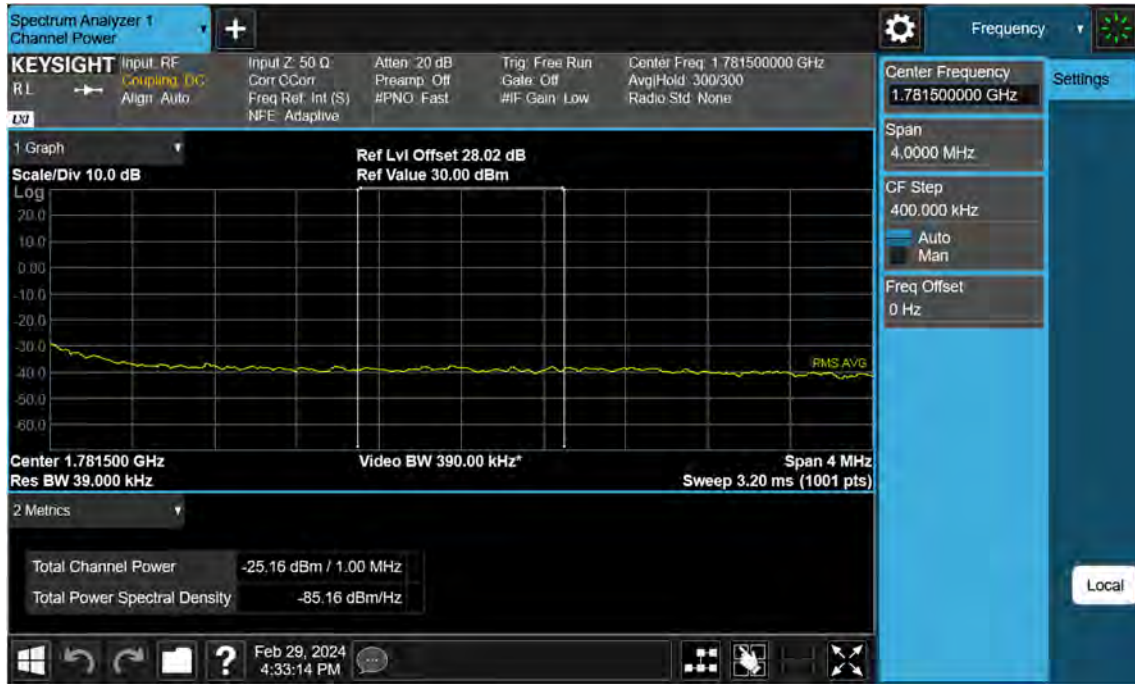 Spectrum Analyzer 1
Channel Power
+
Frequency
KEYSIGHT
RL
LXI
Input: RF
Coupling: DC
Align: Auto
Input Z: 50 Ω
Corr CCorr
Freq Ref: Int (S)
NFE: Adaptive
Atten: 20 dB
Preamp: Off
#PNO: Fast
Trig: Free Run
Gate: Off
#IF Gain: Low
Center Freq: 1.781500000 GHz
Avg|Hold: 300/300
Radio Std: None
Center Frequency
1.781500000 GHz
Settings
Span
4.0000 MHz
CF Step
400.000 kHz
Auto
Man
Freq Offset
0 Hz
Local
1 Graph
Scale/Div 10.0 dB
Ref Lvl Offset 28.02 dB
Ref Value 30.00 dBm
Log
20.0
10.0
0.00
-10.0
-20.0
-30.0
-40.0
-50.0
-60.0
RMS AVG
Center 1.781500 GHz
Res BW 39.000 kHz
Video BW 390.00 kHz*
Span 4 MHz
Sweep 3.20 ms (1001 pts)
2 Metrics
Total Channel Power -25.16 dBm / 1.00 MHz
Total Power Spectral Density -85.16 dBm/Hz
?
Feb 29, 2024
4:33:14 PM